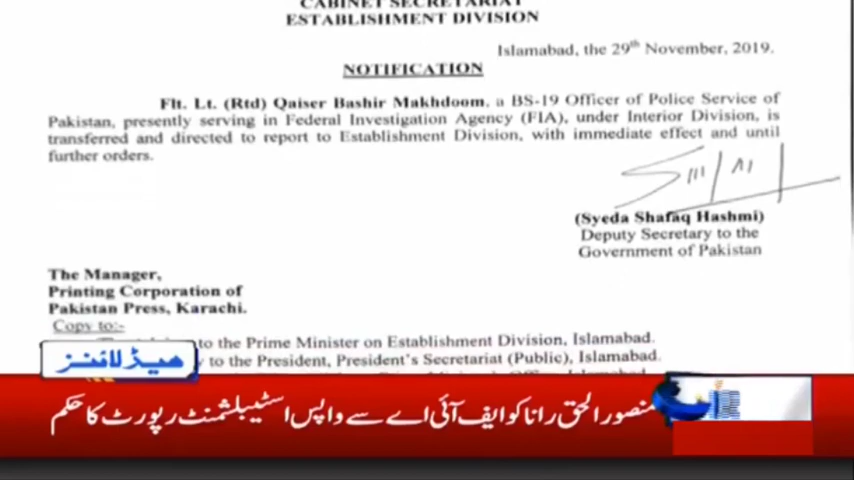 CABINET SECRETARIAT
ESTABLISHMENT DIVISION
Islamabad, the 29th November, 2019.
NOTIFICATION
Flt. Lt. (Rtd) Qaiser Bashir Makhdoom, a BS-19 Officer of Police Service of
Pakistan, presently serving in Federal Investigation Agency (FIA), under Interior Division, is
transferred and directed to report to Establishment Division, with immediate effect and until
further orders.
(Syeda Shafaq Hashmi)
Deputy Secretary to the
Government of Pakistan
The Manager,
Printing Corporation of
Pakistan Press, Karachi.
Copy to:-
to the Prime Minister on Establishment Division, Islamabad.
to the President, President's Secretariat (Public), Islamabad.
ہیڈلائنز
منصور الحق رانا کو ایف آئی اے سے واپس اسٹیبلشمنٹ رپورٹ کا حکم